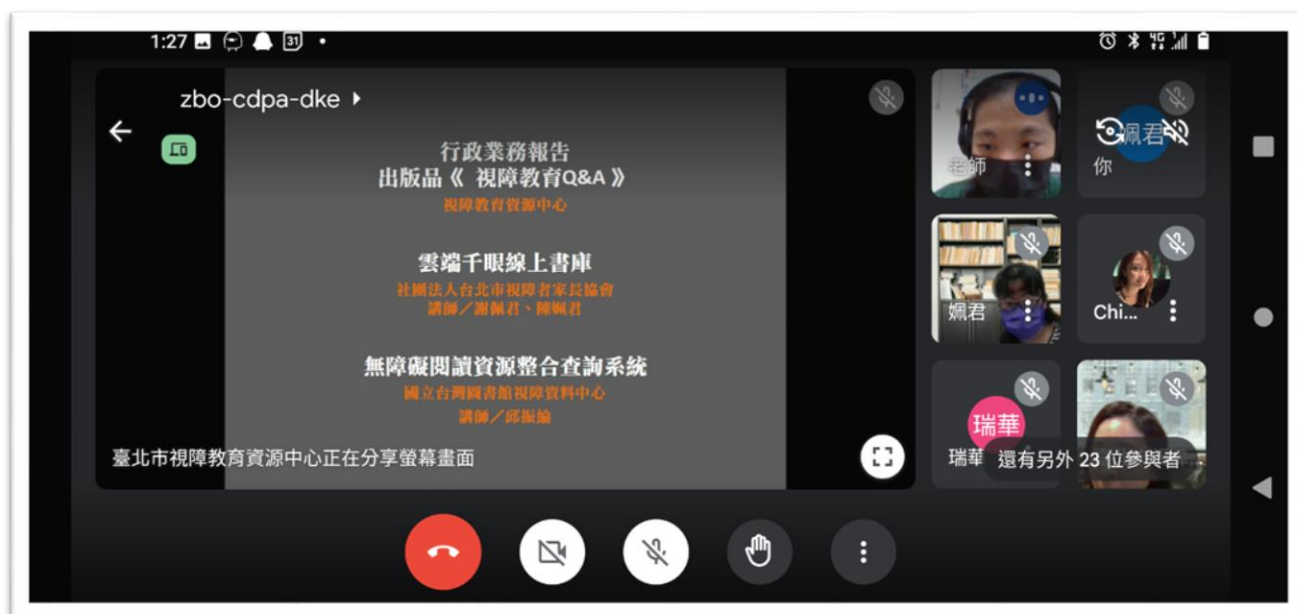 1:27
31
4G
zbo-cdpa-dke
行政業務報告
出版品《 視障教育Q&A 》
視障教育資源中心
雲端千眼線上書庫
社團法人台北市視障者家長協會
講師／謝佩君、陳姵君
無障礙閱讀資源整合查詢系統
國立台灣圖書館視障資料中心
講師／邱振綸
臺北市視障教育資源中心正在分享螢幕畫面
老師
姵君
你
姵君
Chi...
瑞華
瑞華
還有另外 23 位參與者